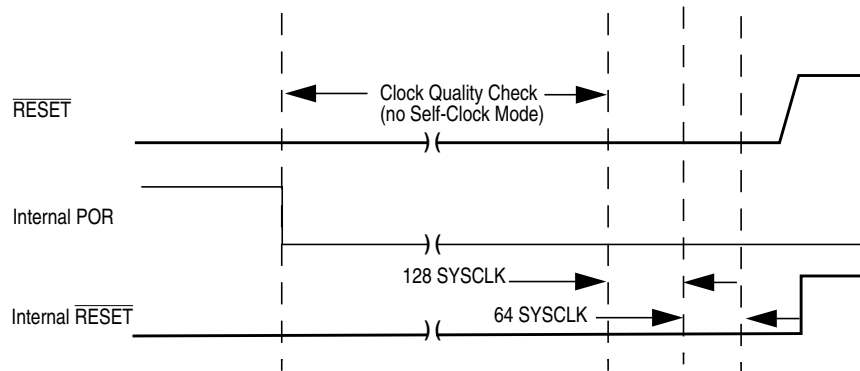 Clock Quality Check
(no Self-Clock Mode)
RESET
Internal POR
128 SYSCLK
Internal RESET
64 SYSCLK